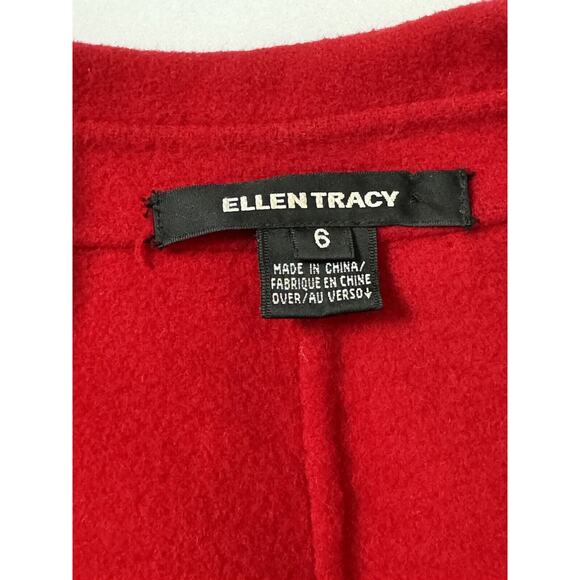 ELLEN TRACY
6
MADE IN CHINA/
FABRIQUE EN CHINE
OVER/AU VERSO↓